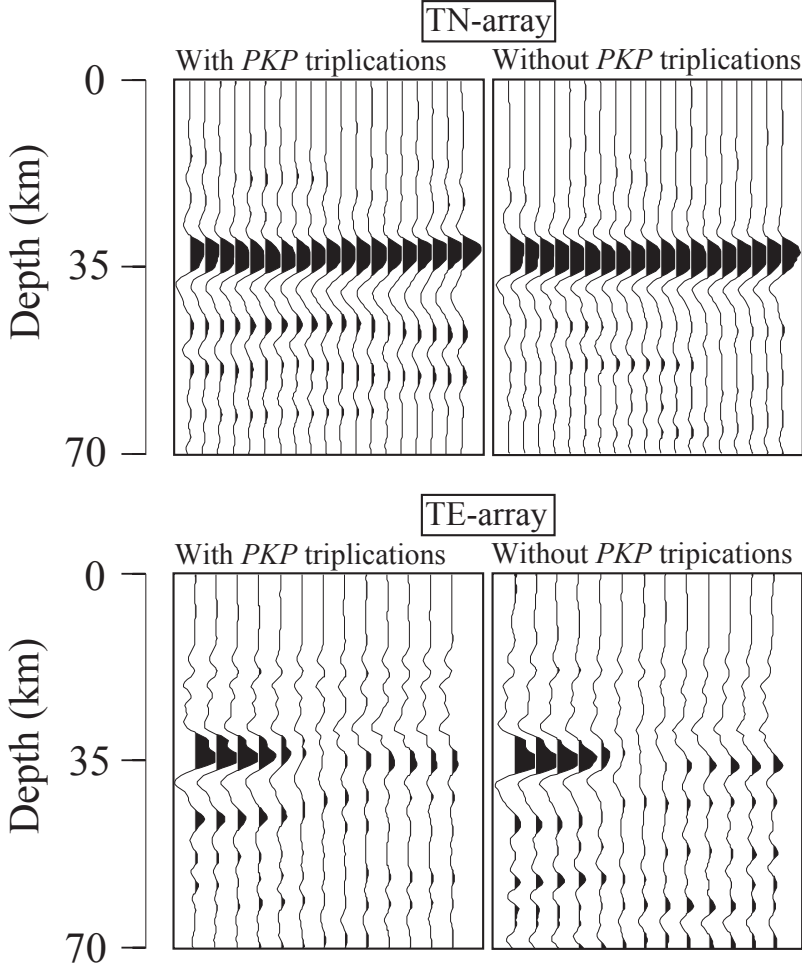 TN-array
With PKP triplications
Without PKP triplications
0
35
70
Depth (km)
TE-array
With PKP triplications
Without PKP tripications
0
35
70
Depth (km)